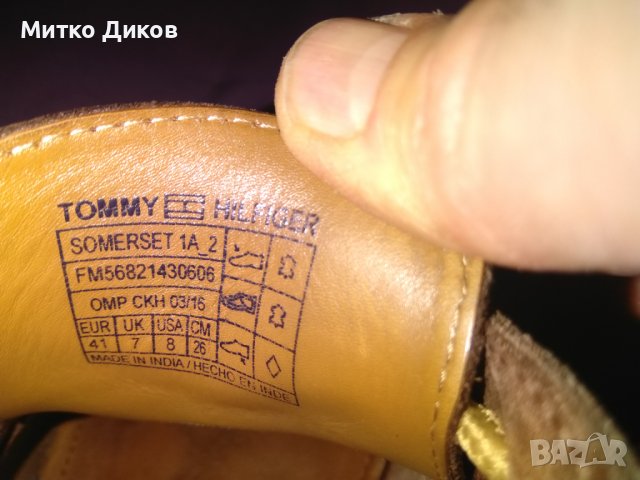 Митко Диков
TOMMY HILFIGER
SOMERSET 1A_2
FM56821430606
OMP CKH 03/16
EUR UK USA CM
41 7 8 26
MADE IN INDIA / HECHO EN INDE
BAZAR